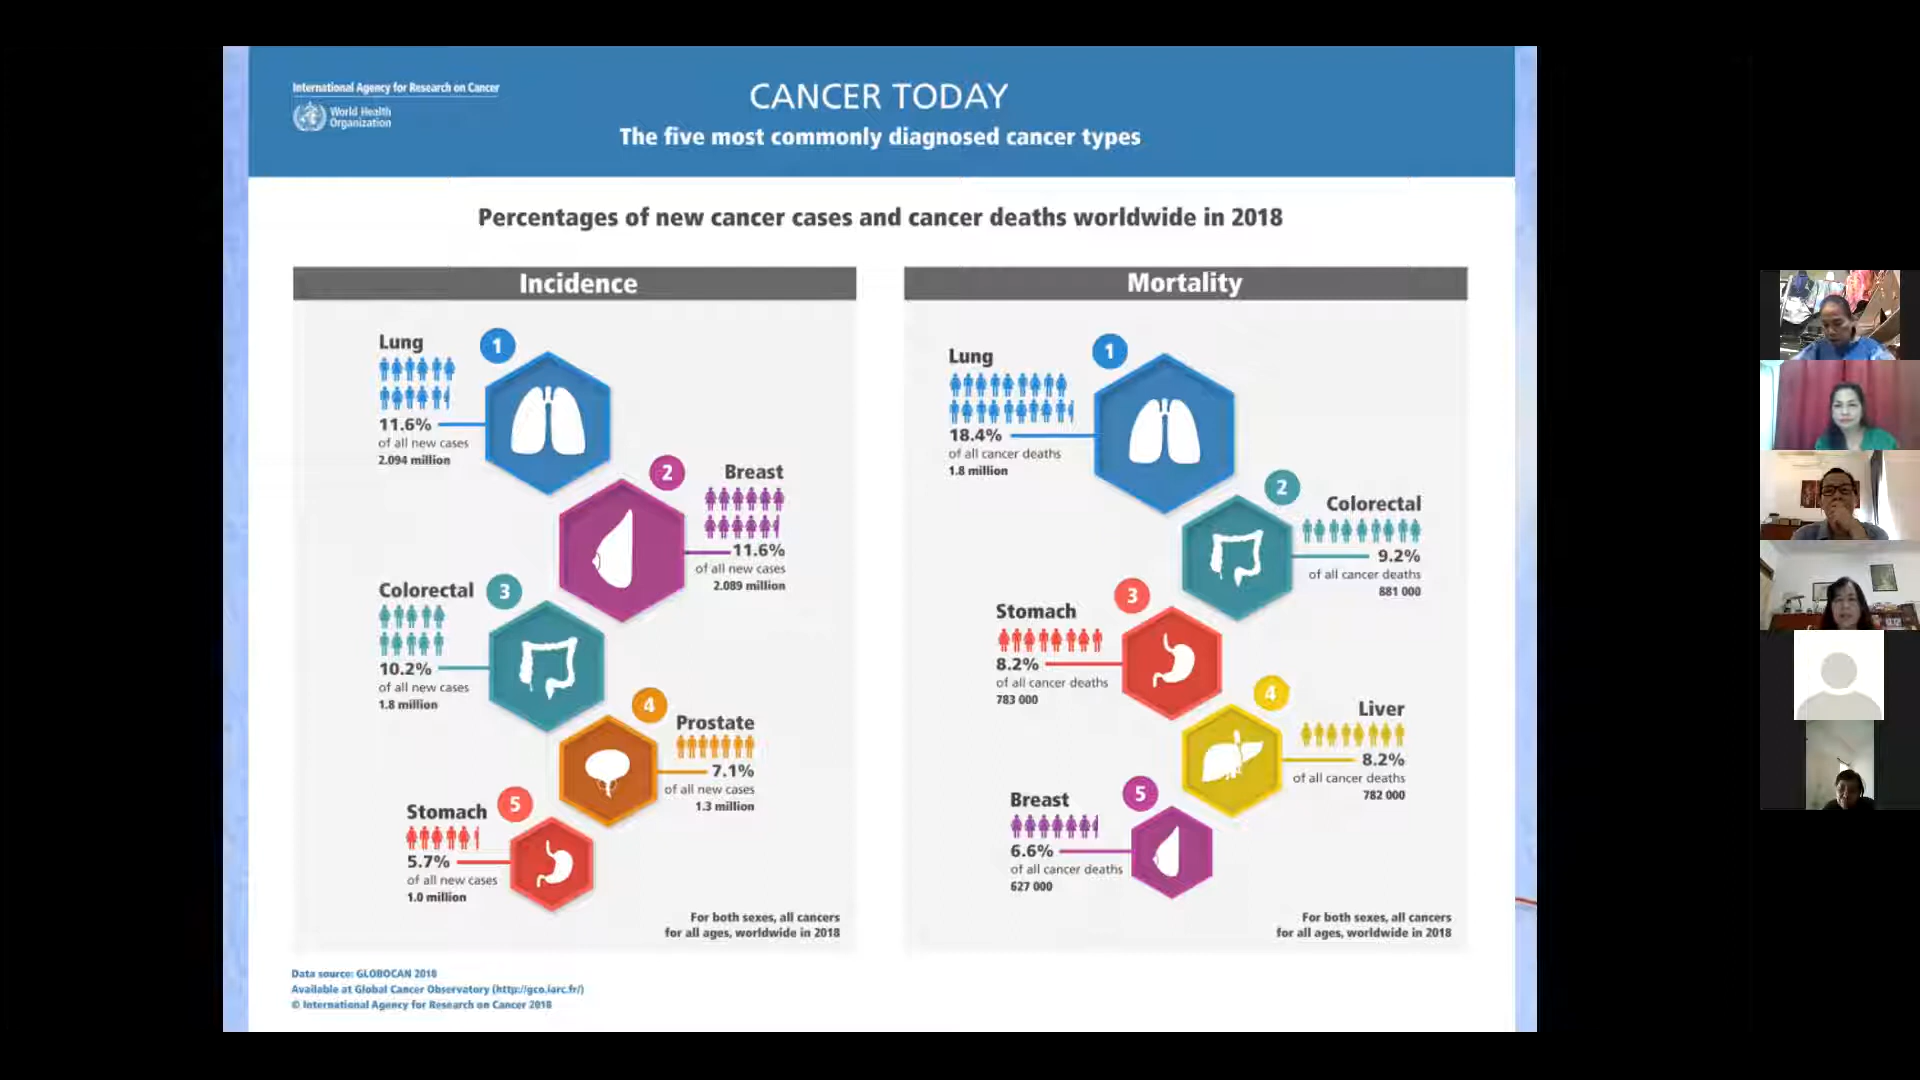 International Agency for Research on Cancer
World Health
Organization
CANCER TODAY
The five most commonly diagnosed cancer types
Percentages of new cancer cases and cancer deaths worldwide in 2018
Incidence
Lung
1
11.6%
of all new cases
2.094 million
2
Breast
11.6%
of all new cases
2.089 million
Colorectal
3
10.2%
of all new cases
1.8 million
4
Prostate
7.1%
of all new cases
1.3 million
Stomach
5
5.7%
of all new cases
1.0 million
For both sexes, all cancers
for all ages, worldwide in 2018
Mortality
Lung
1
18.4%
of all cancer deaths
1.8 million
2
Colorectal
9.2%
of all cancer deaths
881 000
Stomach
3
8.2%
of all cancer deaths
783 000
4
Liver
8.2%
of all cancer deaths
782 000
Breast
5
6.6%
of all cancer deaths
627 000
For both sexes, all cancers
for all ages, worldwide in 2018
Data source: GLOBOCAN 2018
Available at Global Cancer Observatory (http://gco.iarc.fr/)
© International Agency for Research on Cancer 2018